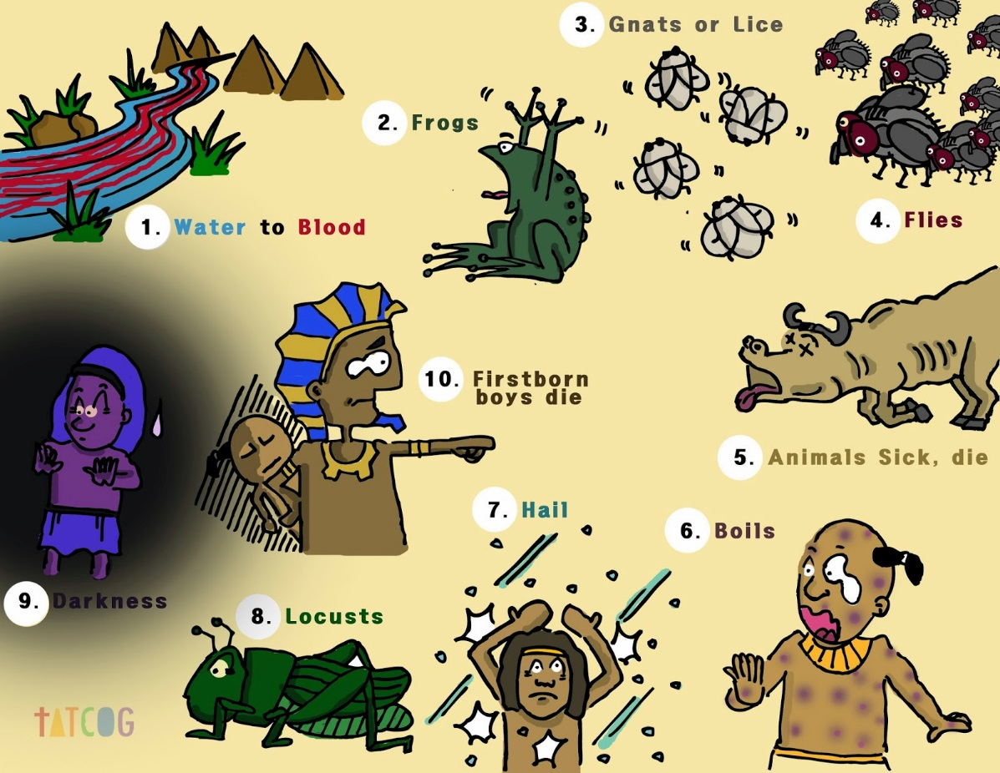 1. Water to Blood
2. Frogs
3. Gnats or Lice
4. Flies
5. Animals Sick, die
6. Boils
7. Hail
8. Locusts
9. Darkness
10. Firstborn
boys die
tATCOG